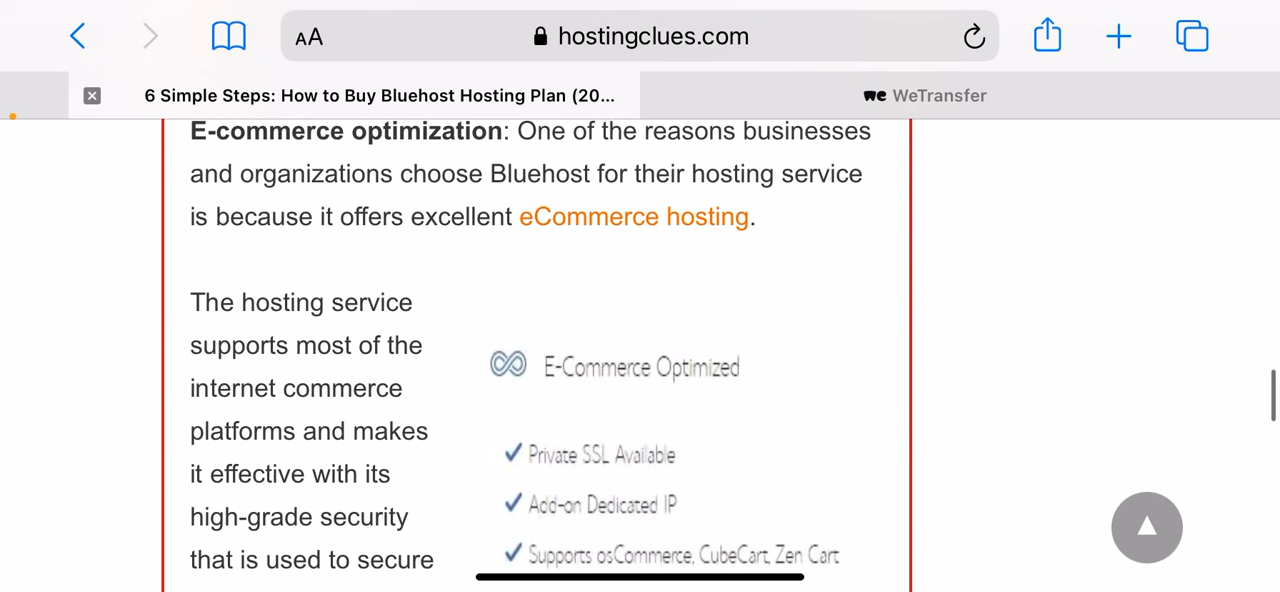 AA
hostingclues.com
6 Simple Steps: How to Buy Bluehost Hosting Plan (20...
we WeTransfer
E-commerce optimization: One of the reasons businesses
and organizations choose Bluehost for their hosting service
is because it offers excellent eCommerce hosting.
The hosting service
supports most of the
internet commerce
platforms and makes
it effective with its
high-grade security
that is used to secure
E-Commerce Optimized
Private SSL Available
Add-on Dedicated IP
Supports osCommerce, CubeCart, Zen Cart